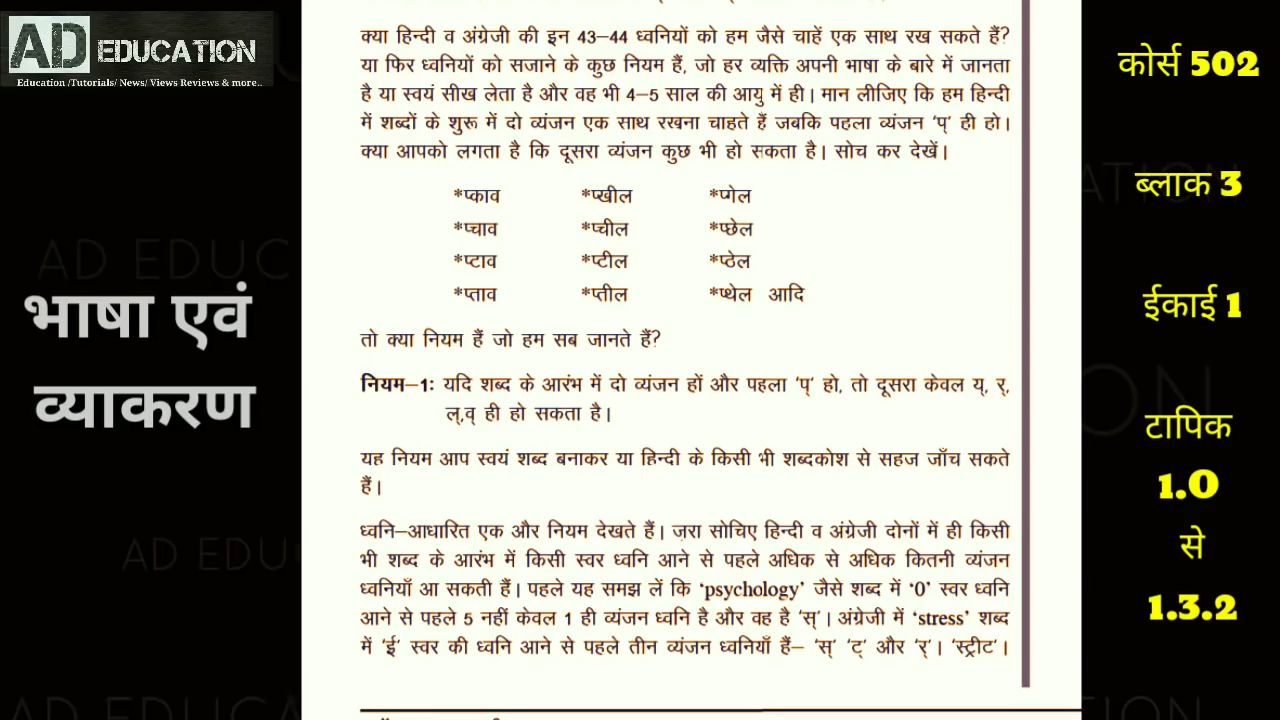 AD EDUCATION
Education /Tutorials/ News/ Views Reviews & more..
भाषा एवं
व्याकरण
क्या हिन्दी व अंग्रेजी की इन 43–44 ध्वनियों को हम जैसे चाहें एक साथ रख सकते हैं?
या फिर ध्वनियों को सजाने के कुछ नियम हैं, जो हर व्यक्ति अपनी भाषा के बारे में जानता
है या स्वयं सीख लेता है और वह भी 4–5 साल की आयु में ही। मान लीजिए कि हम हिन्दी
में शब्दों के शुरू में दो व्यंजन एक साथ रखना चाहते हैं जबकि पहला व्यंजन 'प्' ही हो।
क्या आपको लगता है कि दूसरा व्यंजन कुछ भी हो सकता है। सोच कर देखें।
*प्काव *प्खील *प्गेल
*प्चाव *प्चील *प्छेल
*प्टाव *प्टील *प्ठेल
*प्ताव *प्तील *प्थेल आदि
तो क्या नियम हैं जो हम सब जानते हैं?
नियम–1: यदि शब्द के आरंभ में दो व्यंजन हों और पहला 'प्' हो, तो दूसरा केवल य्, र्,
ल्,व् ही हो सकता है।
यह नियम आप स्वयं शब्द बनाकर या हिन्दी के किसी भी शब्दकोश से सहज जाँच सकते
हैं।
ध्वनि–आधारित एक और नियम देखते हैं। ज़रा सोचिए हिन्दी व अंग्रेजी दोनों में ही किसी
भी शब्द के आरंभ में किसी स्वर ध्वनि आने से पहले अधिक से अधिक कितनी व्यंजन
ध्वनियाँ आ सकती हैं। पहले यह समझ लें कि 'psychology' जैसे शब्द में '0' स्वर ध्वनि
आने से पहले 5 नहीं केवल 1 ही व्यंजन ध्वनि है और वह है 'स्'। अंग्रेजी में 'stress' शब्द
में 'ई' स्वर की ध्वनि आने से पहले तीन व्यंजन ध्वनियाँ हैं– 'स्' 'ट्' और 'र्'। 'स्ट्रीट'।
कोर्स 502
ब्लाक 3
ईकाई 1
टापिक
1.0
से
1.3.2